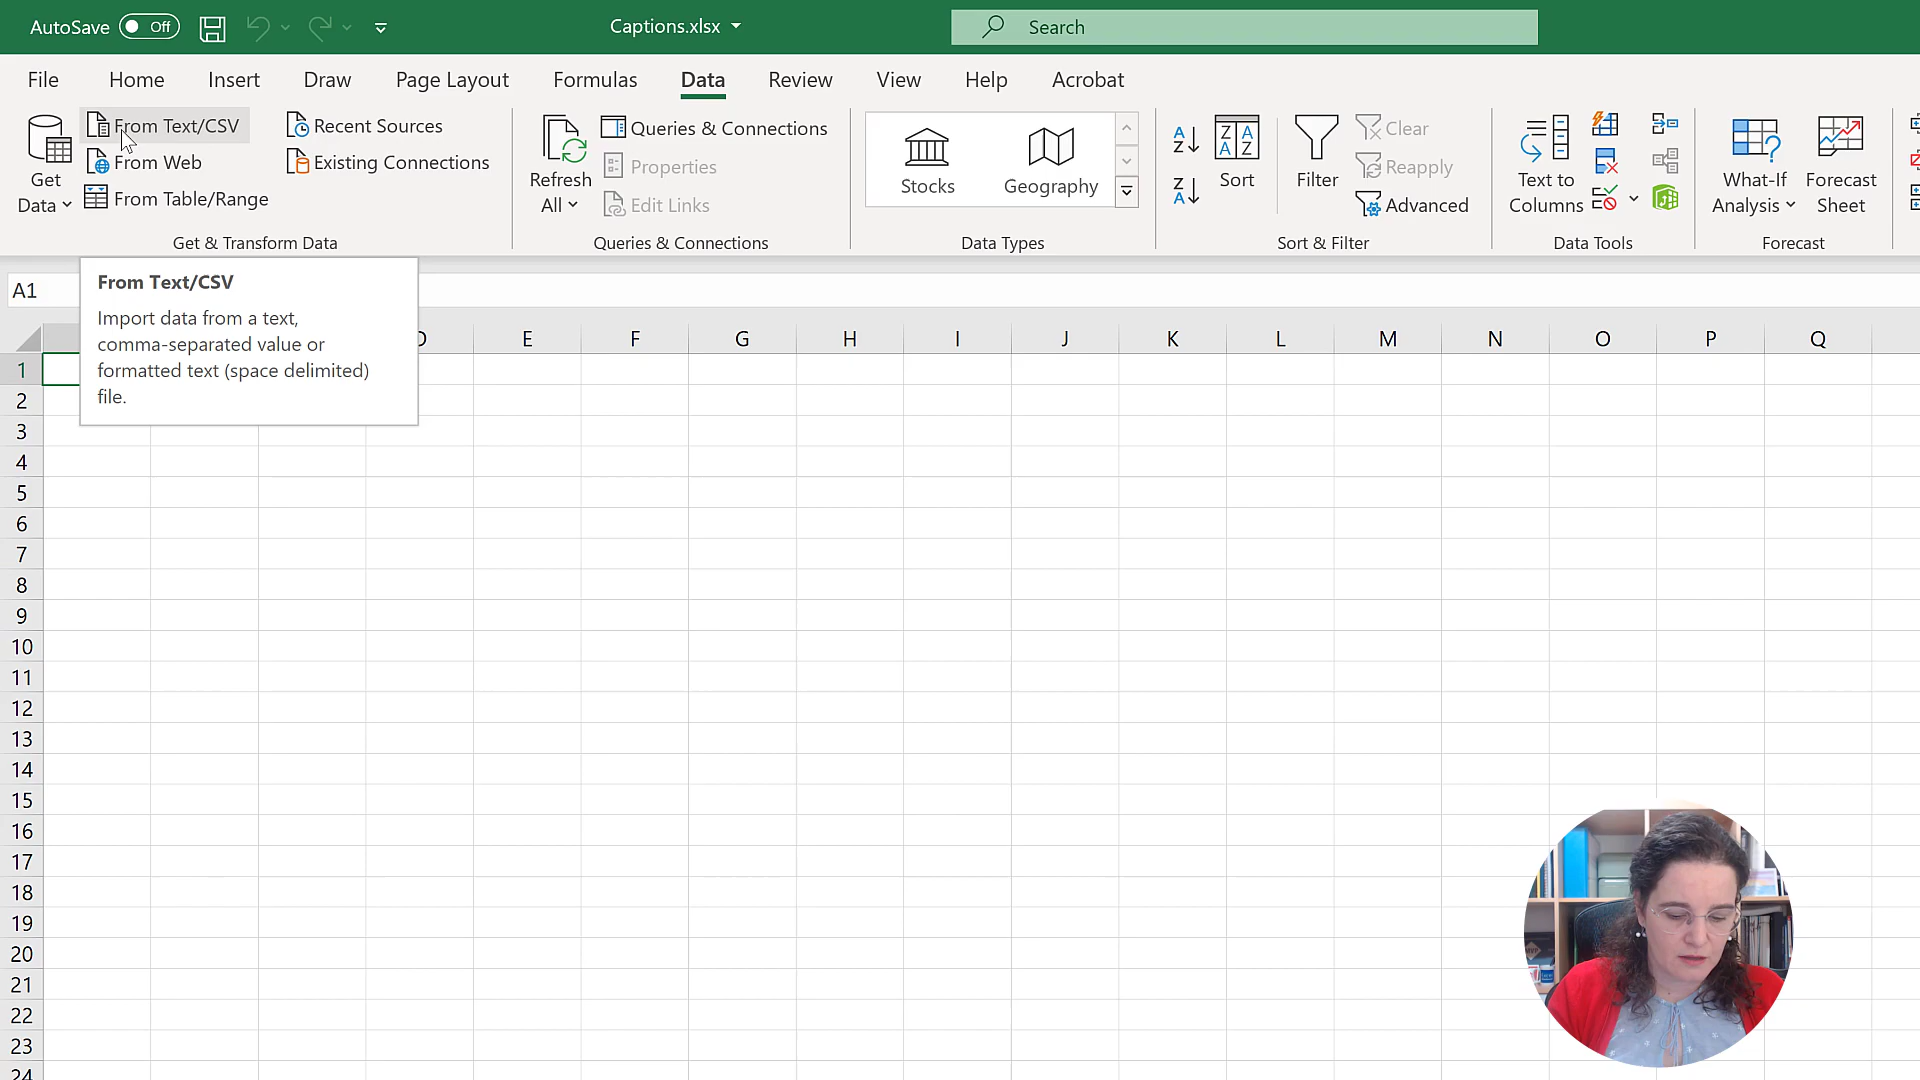 AutoSave Off Captions.xlsx Search
File Home Insert Draw Page Layout Formulas Data Review View Help Acrobat
Get Data
From Text/CSV
From Web
From Table/Range
Recent Sources
Existing Connections
Get & Transform Data
Refresh All
Queries & Connections
Properties
Edit Links
Queries & Connections
Stocks
Geography
Data Types
Sort
Filter
Clear
Reapply
Advanced
Sort & Filter
Text to Columns
Data Tools
What-If Analysis
Forecast Sheet
Forecast
A1
From Text/CSV
Import data from a text,
comma-separated value or
formatted text (space delimited)
file.
D E F G H I J K L M N O P Q
1
2
3
4
5
6
7
8
9
10
11
12
13
14
15
16
17
18
19
20
21
22
23
24